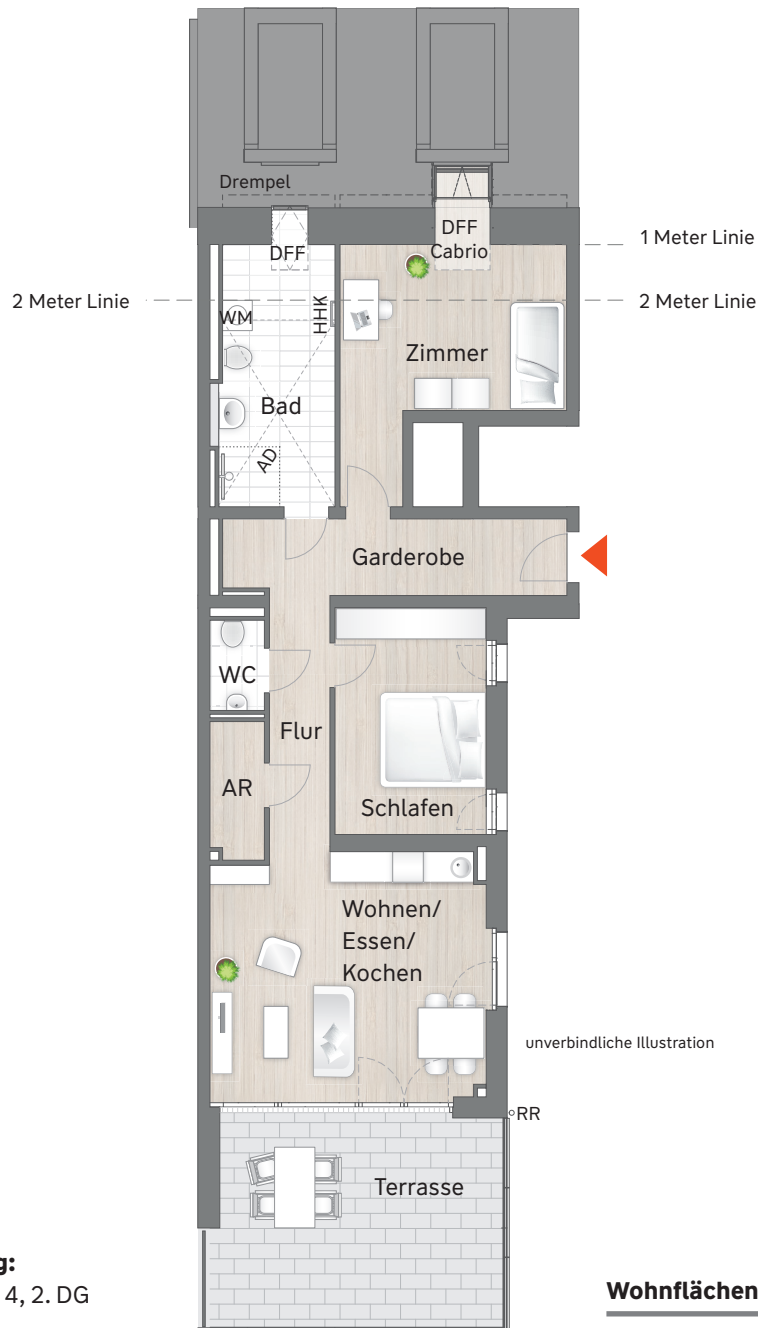 Drempel
DFF
DFF
Cabrio
1 Meter Linie
2 Meter Linie
2 Meter Linie
WM
HHK
Zimmer
Bad
AD
Garderobe
WC
Flur
AR
Schlafen
Wohnen/
Essen/
Kochen
unverbindliche Illustration
RR
Terrasse
g:
4, 2. DG
Wohnflächen